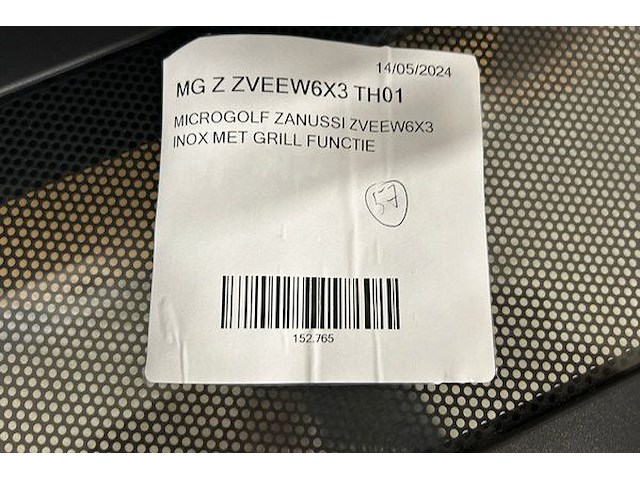 14/05/2024
MG Z ZVEEW6X3 TH01
MICROGOLF ZANUSSI ZVEEW6X3
INOX MET GRILL FUNCTIE
57
152.765